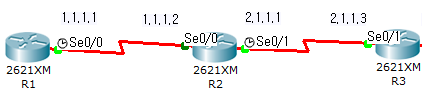 1,1,1,1 1,1,1,2 2,1,1,1 2,1,1,3
Se0/0 Se0/0 Se0/1 Se0/1
2621XM 2621XM 2621XM
R1 R2 R3